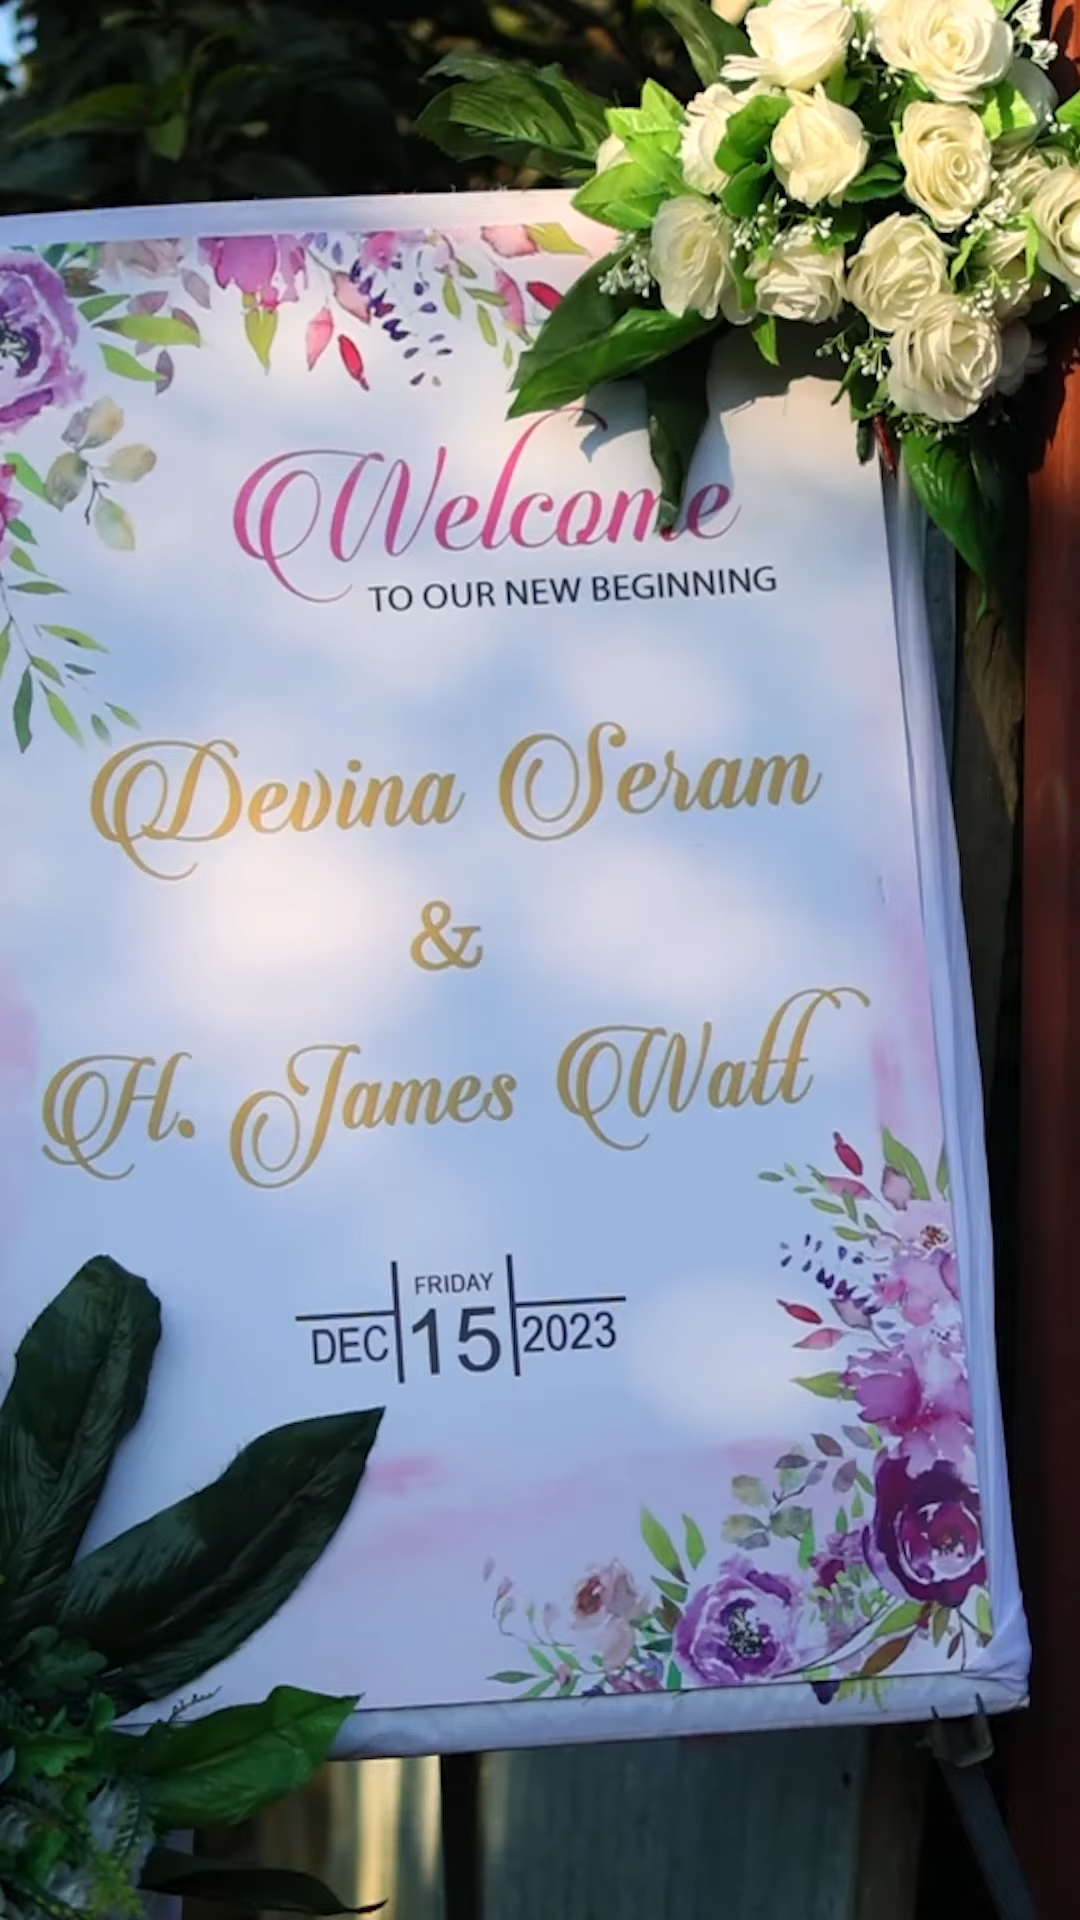 Welcome
TO OUR NEW BEGINNING
Devina Seram
&
H. James Watt
FRIDAY
DEC 15 2023